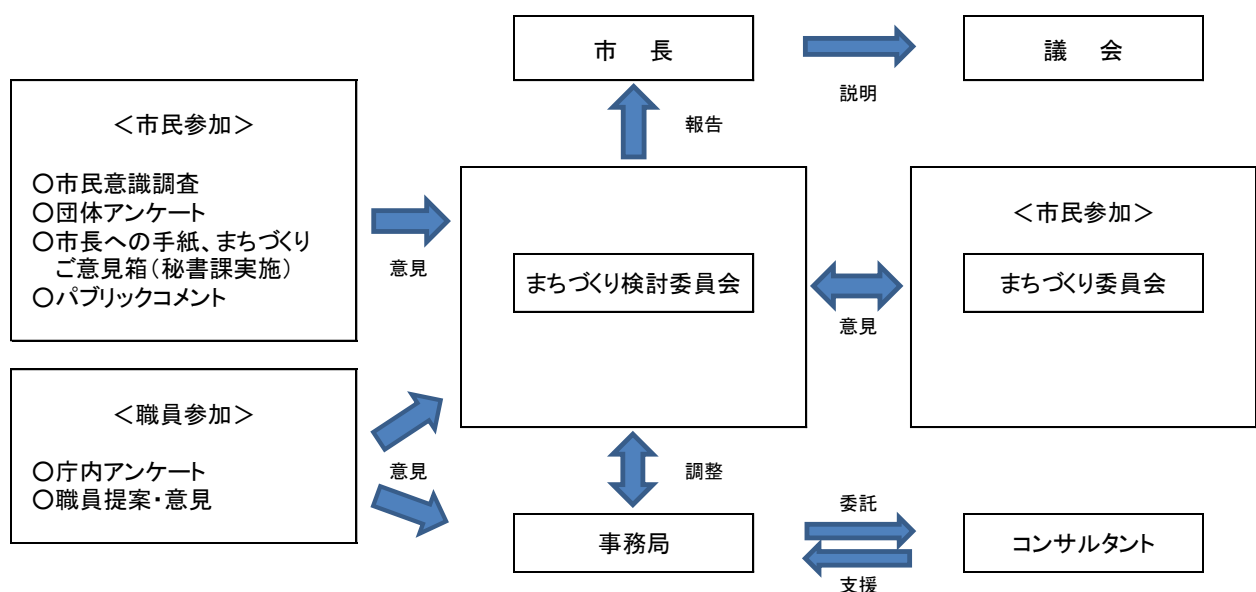 市 長
説明
議 会
報告
<市民参加>
○市民意識調査
○団体アンケート
○市長への手紙、まちづくり
ご意見箱(秘書課実施)
○パブリックコメント
意見
まちづくり検討委員会
意見
<市民参加>
まちづくり委員会
<職員参加>
○庁内アンケート
○職員提案・意見
意見
調整
事務局
委託
支援
コンサルタント